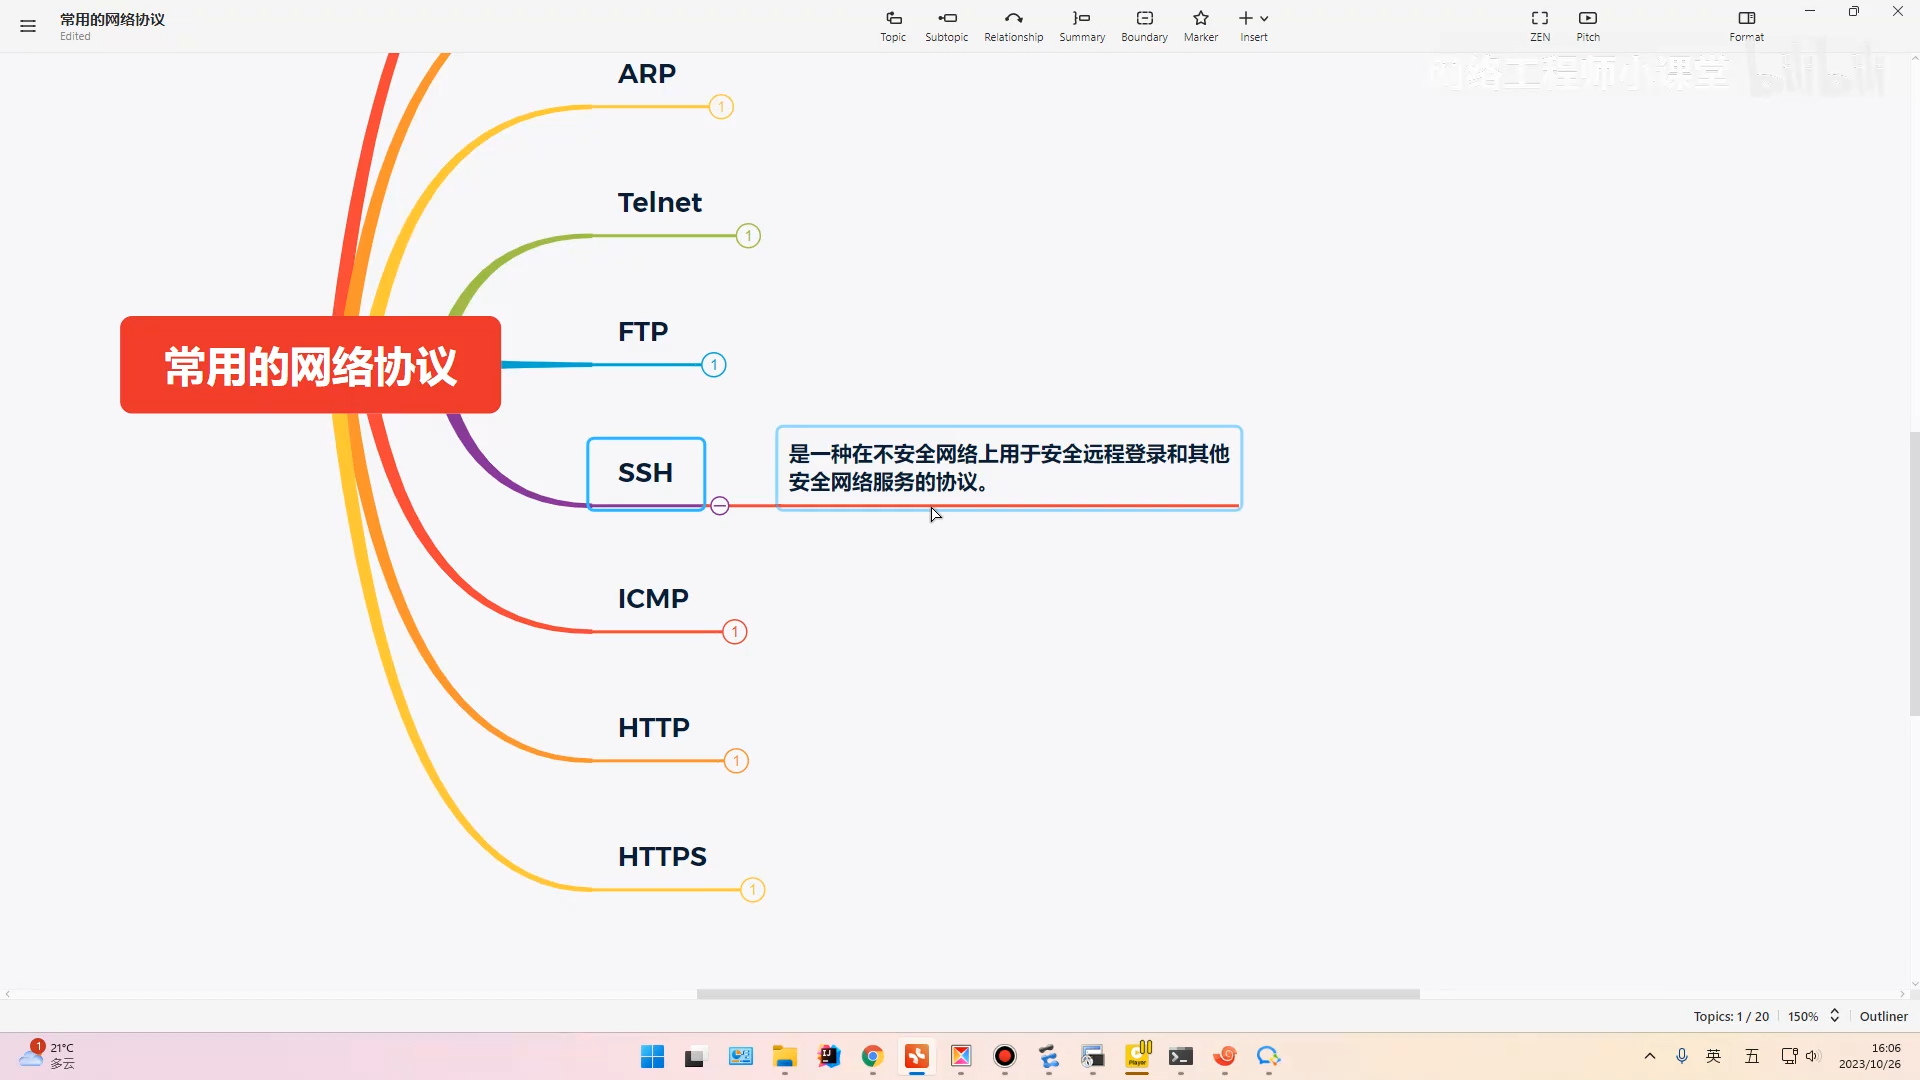 常用的网络协议
Edited
Topic
Subtopic
Relationship
Summary
Boundary
Marker
Insert
ZEN
Pitch
Format
网络工程师小课堂
bilibili
ARP
1
Telnet
1
FTP
1
常用的网络协议
SSH
是一种在不安全网络上用于安全远程登录和其他
安全网络服务的协议。
ICMP
1
HTTP
1
HTTPS
1
Topics: 1 / 20
150%
Outliner
1
21°C
多云
IJ
Player
英
五
16:06
2023/10/26